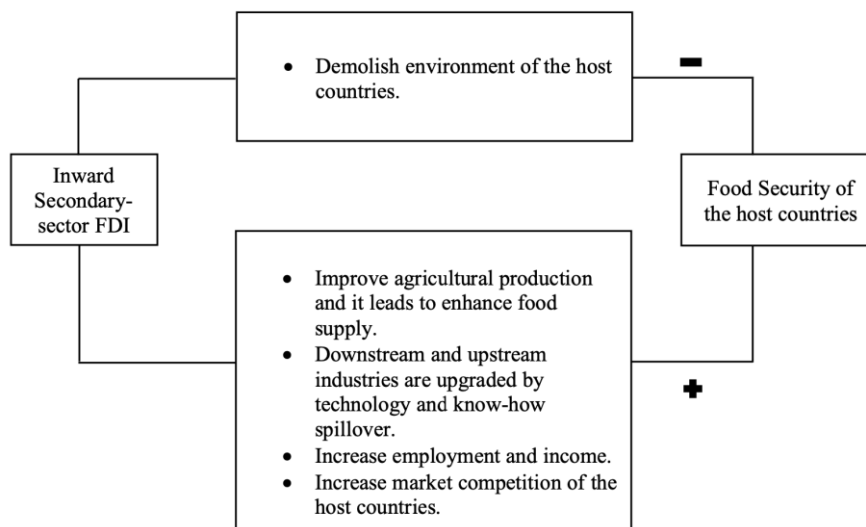 • Demolish environment of the host
countries.
−
Inward
Secondary-
sector FDI
Food Security of
the host countries
• Improve agricultural production
and it leads to enhance food
supply.
• Downstream and upstream
industries are upgraded by
technology and know-how
spillover.
• Increase employment and income.
• Increase market competition of the
host countries.
+